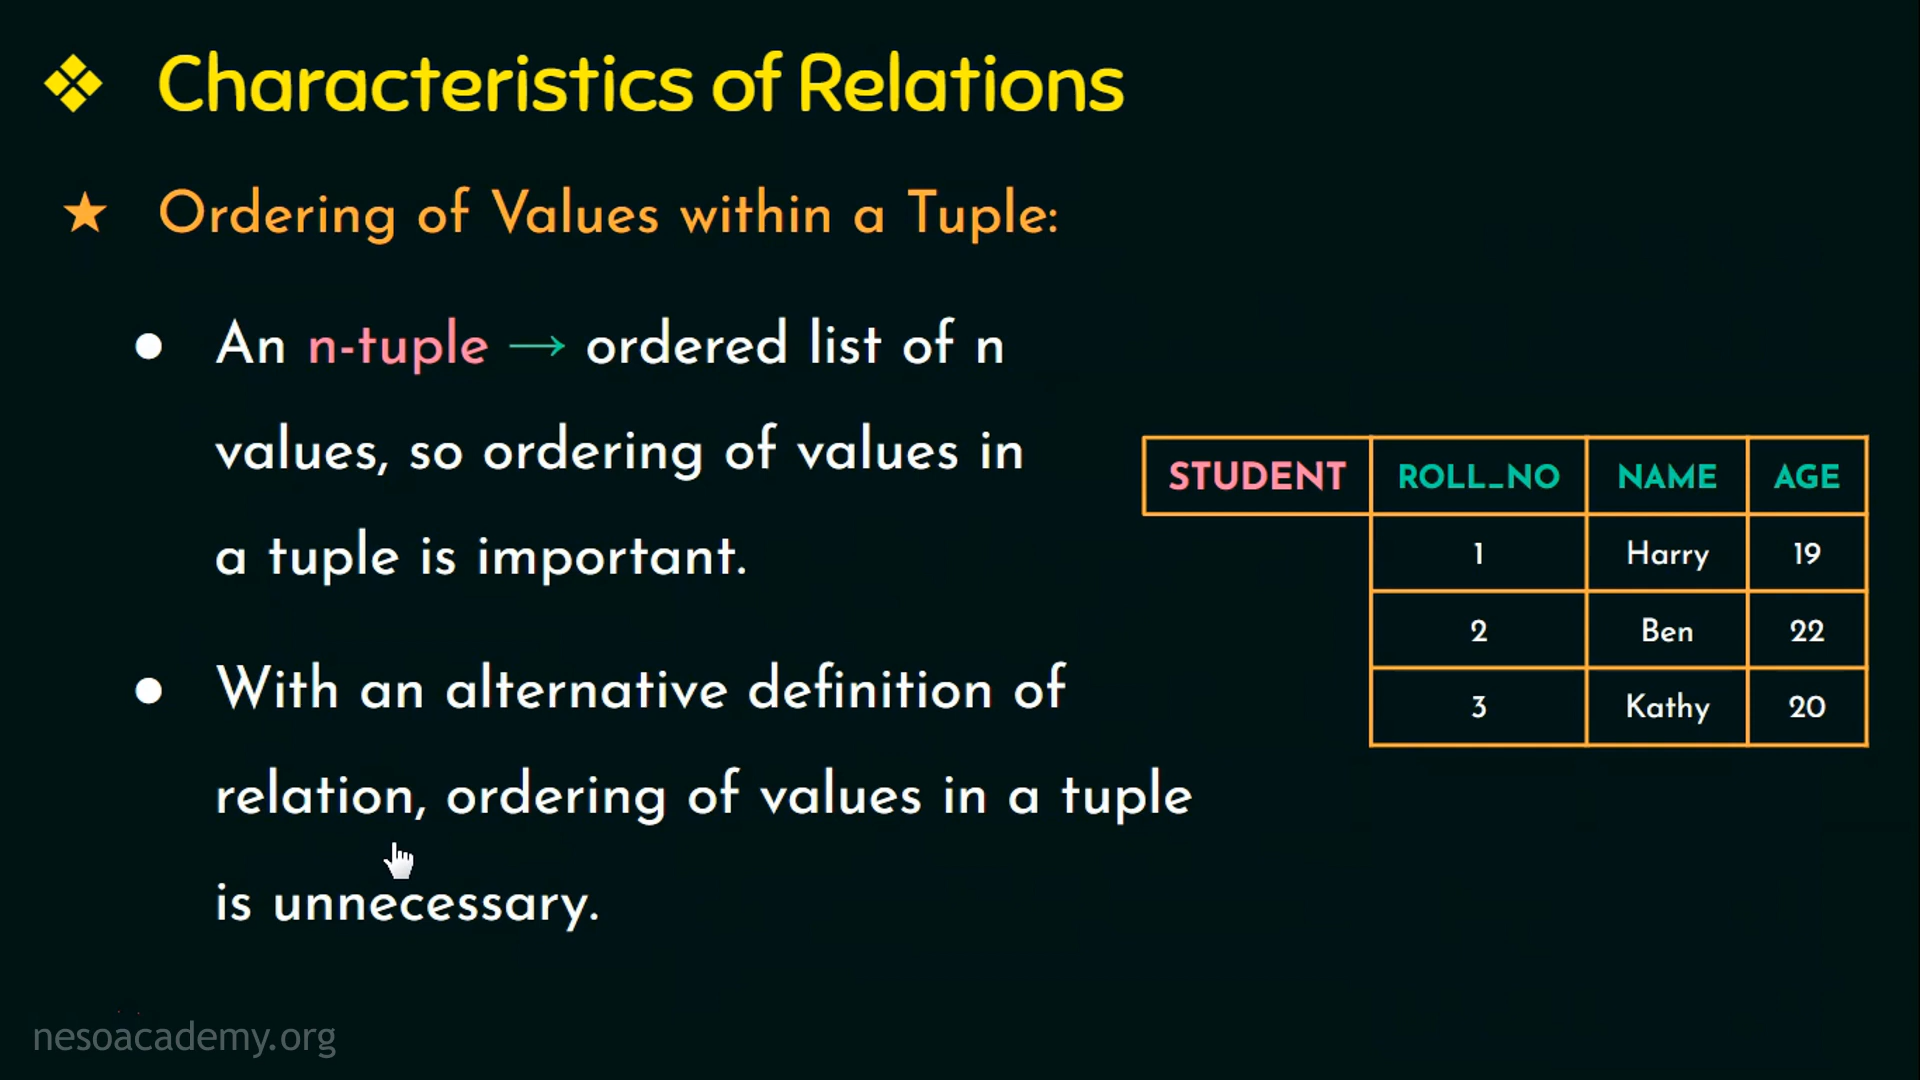 ❖ Characteristics of Relations
★ Ordering of Values within a Tuple:
● An n-tuple → ordered list of n
values, so ordering of values in
a tuple is important.
● With an alternative definition of
relation, ordering of values in a tuple
is unnecessary.
STUDENT ROLL_NO NAME AGE
1 Harry 19
2 Ben 22
3 Kathy 20
nesoacademy.org